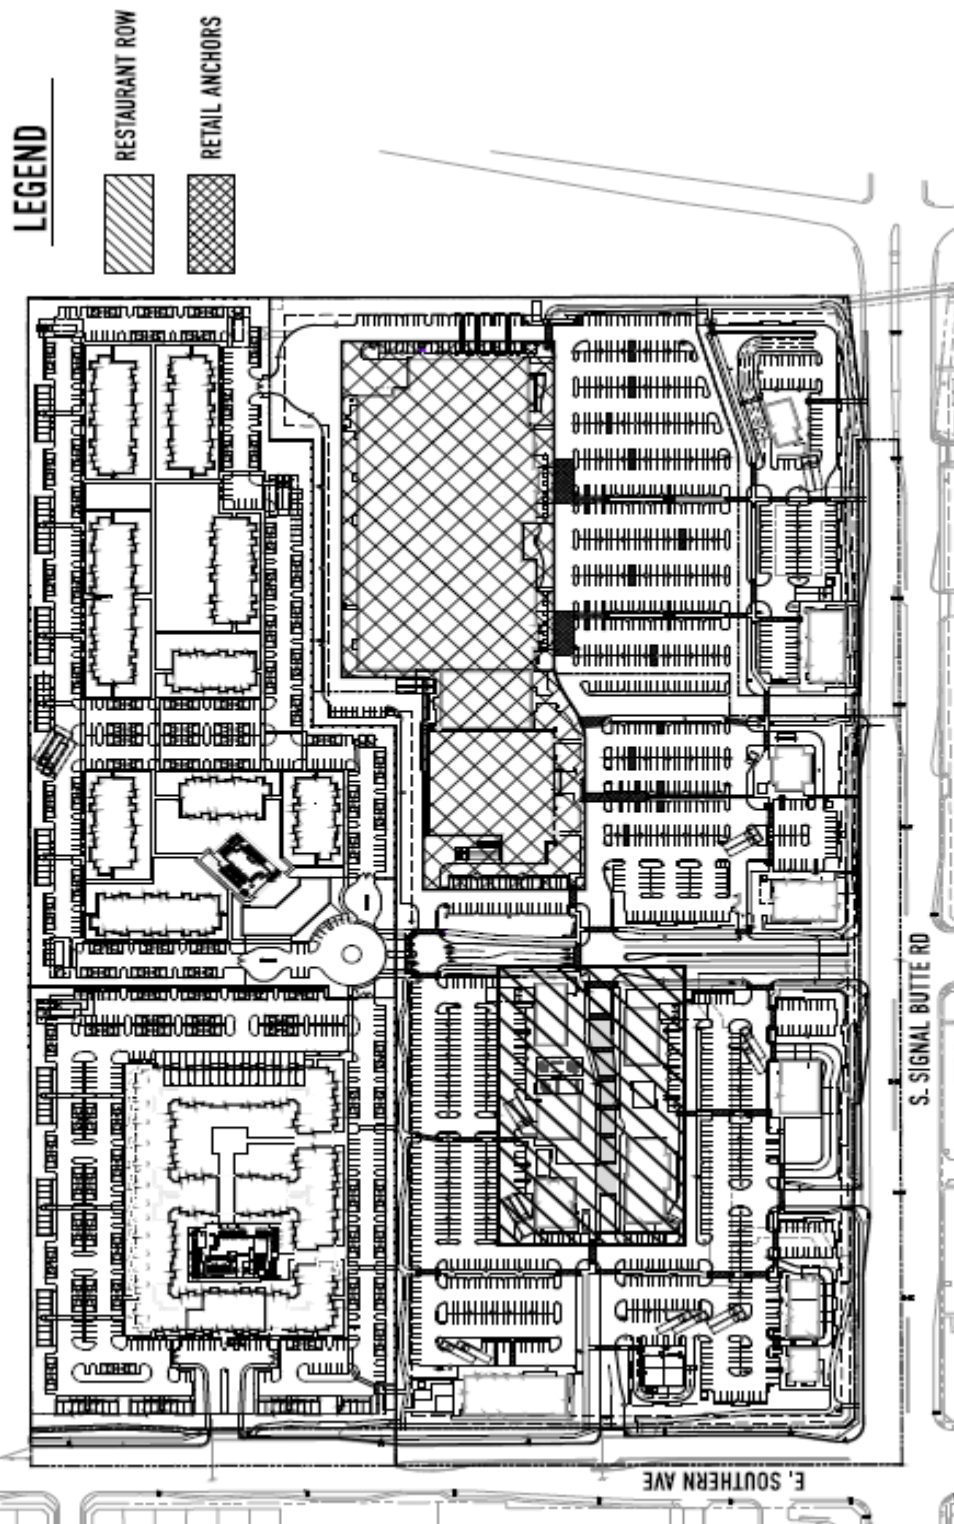 LEGEND
RESTAURANT ROW
RETAIL ANCHORS
S. SIGNAL BUTTE RD
E. SOUTHERN AVE